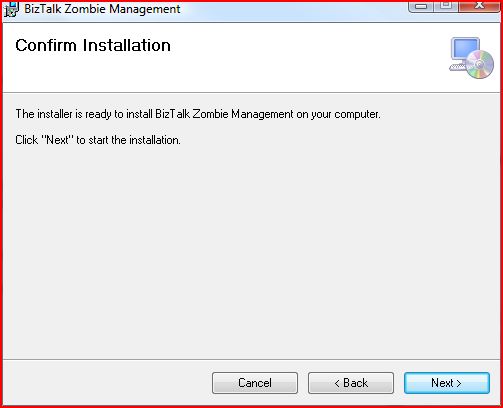 BizTalk Zombie Management
Confirm Installation
The installer is ready to install BizTalk Zombie Management on your computer.
Click "Next" to start the installation.
Cancel
< Back
Next >